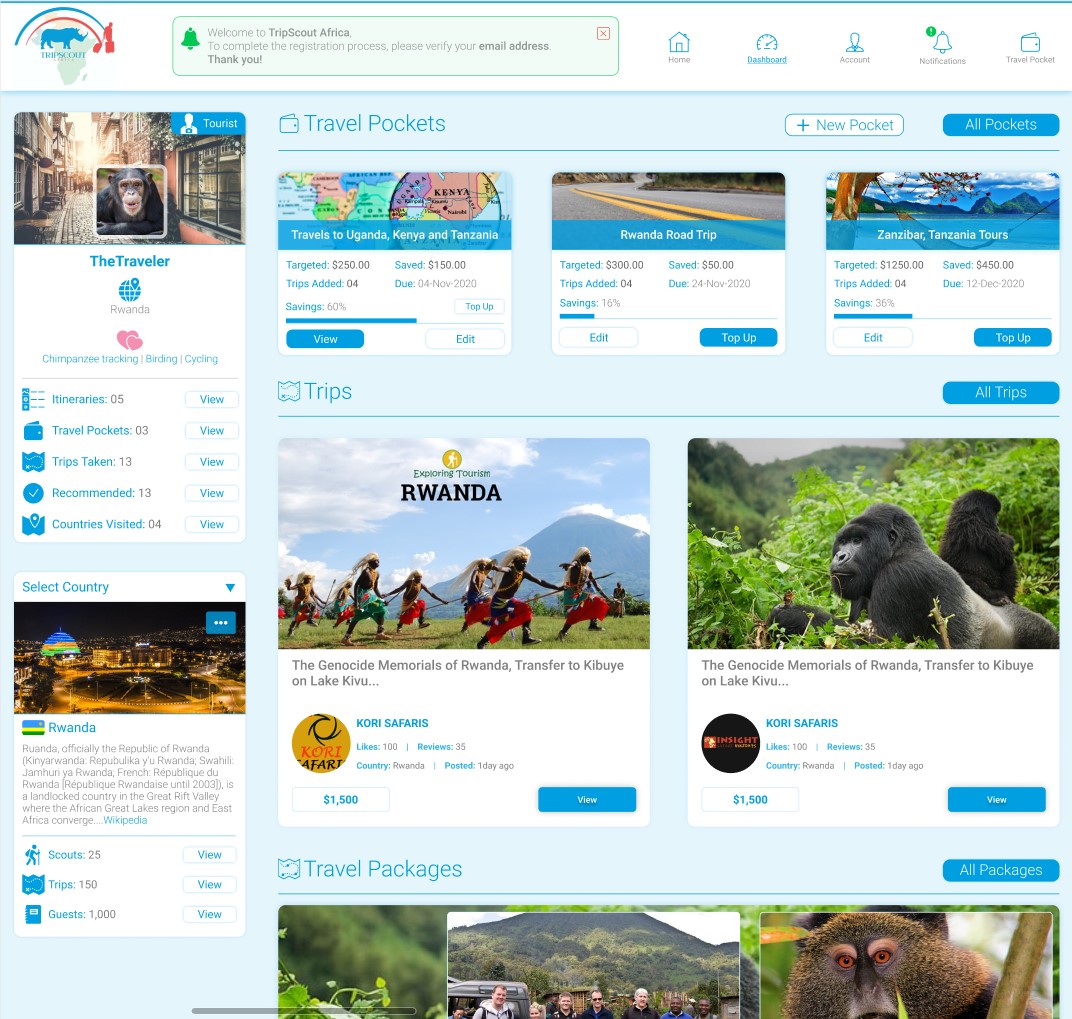 TRIPSCOUT
Welcome to TripScout Africa,
To complete the registration process, please verify your email address.
Thank you!
Home
Dashboard
Account
Notifications
Travel Pocket
Tourist
TheTraveler
Rwanda
Chimpanzee tracking | Birding | Cycling
Itineraries: 05 View
Travel Pockets: 03 View
Trips Taken: 13 View
Recommended: 13 View
Countries Visited: 04 View
Select Country
Rwanda
Ruanda, officially the Republic of Rwanda
(Kinyarwanda: Repubulika y'u Rwanda; Swahili:
Jamhuri ya Rwanda; French: République du
Rwanda [République Rwandaise until 2003]), is
a landlocked country in the Great Rift Valley
where the African Great Lakes region and East
Africa converge....Wikipedia
Scouts: 25 View
Trips: 150 View
Guests: 1,000 View
Travel Pockets
+ New Pocket
All Pockets
KENYA
Nairobi
Travels to Uganda, Kenya and Tanzania
Targeted: $250.00 Saved: $150.00
Trips Added: 04 Due: 04-Nov-2020
Savings: 60% Top Up
View Edit
Rwanda Road Trip
Targeted: $300.00 Saved: $50.00
Trips Added: 04 Due: 24-Nov-2020
Savings: 16%
Edit Top Up
Zanzibar, Tanzania Tours
Targeted: $1250.00 Saved: $450.00
Trips Added: 04 Due: 12-Dec-2020
Savings: 36%
Edit Top Up
Trips
All Trips
Exploring Tourism
RWANDA
The Genocide Memorials of Rwanda, Transfer to Kibuye
on Lake Kivu...
KORI
SAFARI
KORI SAFARIS
Likes: 100 | Reviews: 35
Country: Rwanda | Posted: 1day ago
$1,500 View
The Genocide Memorials of Rwanda, Transfer to Kibuye
on Lake Kivu...
INSIGHT
KORI SAFARIS
Likes: 100 | Reviews: 35
Country: Rwanda | Posted: 1day ago
$1,500 View
Travel Packages
All Packages